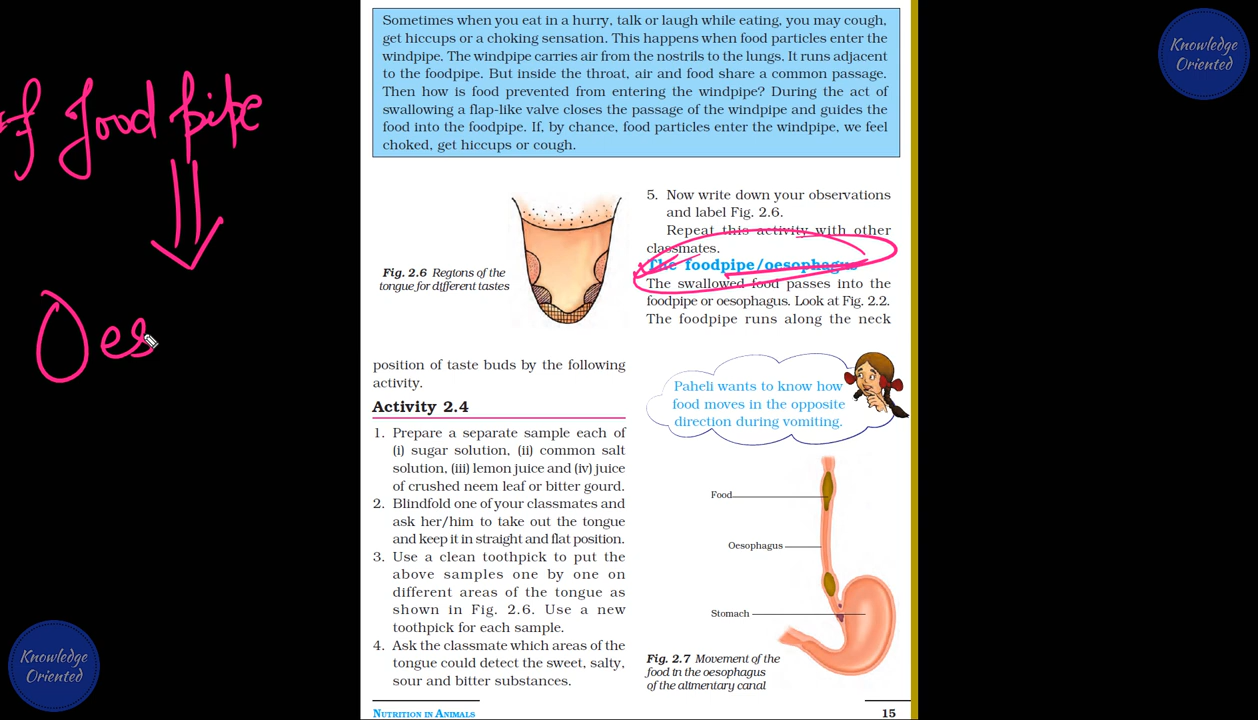 Sometimes when you eat in a hurry, talk or laugh while eating, you may cough,
get hiccups or a choking sensation. This happens when food particles enter the
windpipe. The windpipe carries air from the nostrils to the lungs. It runs adjacent
to the foodpipe. But inside the throat, air and food share a common passage.
Then how is food prevented from entering the windpipe? During the act of
swallowing a flap-like valve closes the passage of the windpipe and guides the
food into the foodpipe. If, by chance, food particles enter the windpipe, we feel
choked, get hiccups or cough.
Knowledge
Oriented
f food pipe
Oes
Fig. 2.6 Regions of the
tongue for different tastes
position of taste buds by the following
activity.
Activity 2.4
1. Prepare a separate sample each of
(i) sugar solution, (ii) common salt
solution, (iii) lemon juice and (iv) juice
of crushed neem leaf or bitter gourd.
2. Blindfold one of your classmates and
ask her/him to take out the tongue
and keep it in straight and flat position.
3. Use a clean toothpick to put the
above samples one by one on
different areas of the tongue as
shown in Fig. 2.6. Use a new
toothpick for each sample.
4. Ask the classmate which areas of the
tongue could detect the sweet, salty,
sour and bitter substances.
5. Now write down your observations
and label Fig. 2.6.
Repeat this activity with other
classmates.
The foodpipe/oesophagus
The swallowed food passes into the
foodpipe or oesophagus. Look at Fig. 2.2.
The foodpipe runs along the neck
Paheli wants to know how
food moves in the opposite
direction during vomiting.
Food
Oesophagus
Stomach
Fig. 2.7 Movement of the
food in the oesophagus
of the alimentary canal
Knowledge
Oriented
NUTRITION IN ANIMALS
15